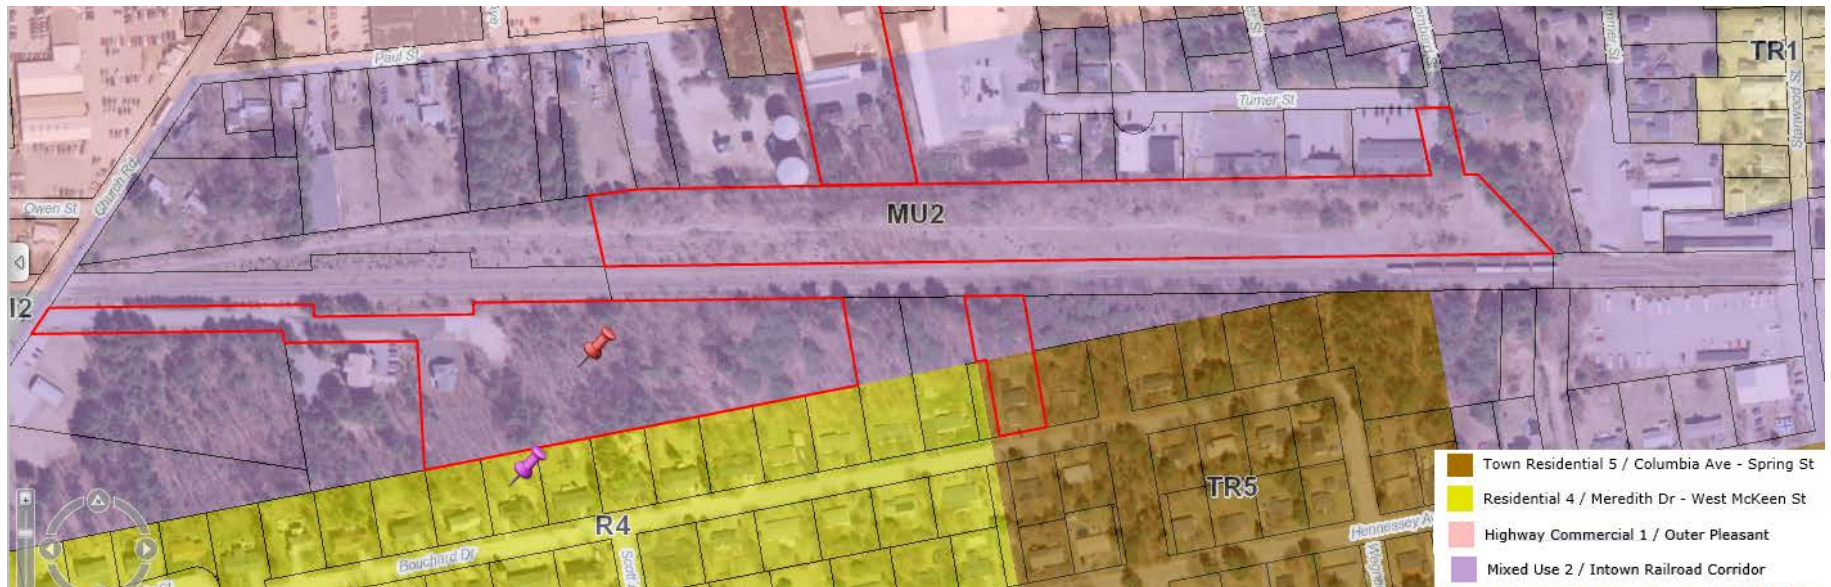 Paul St
Turner St
TR1
Stanwood St
Church Rd
Owen St
MU2
I2
TR5
R4
Bouchard Dr
Town Residential 5 / Columbia Ave - Spring St
Residential 4 / Meredith Dr - West McKeen St
Highway Commercial 1 / Outer Pleasant
Mixed Use 2 / Intown Railroad Corridor